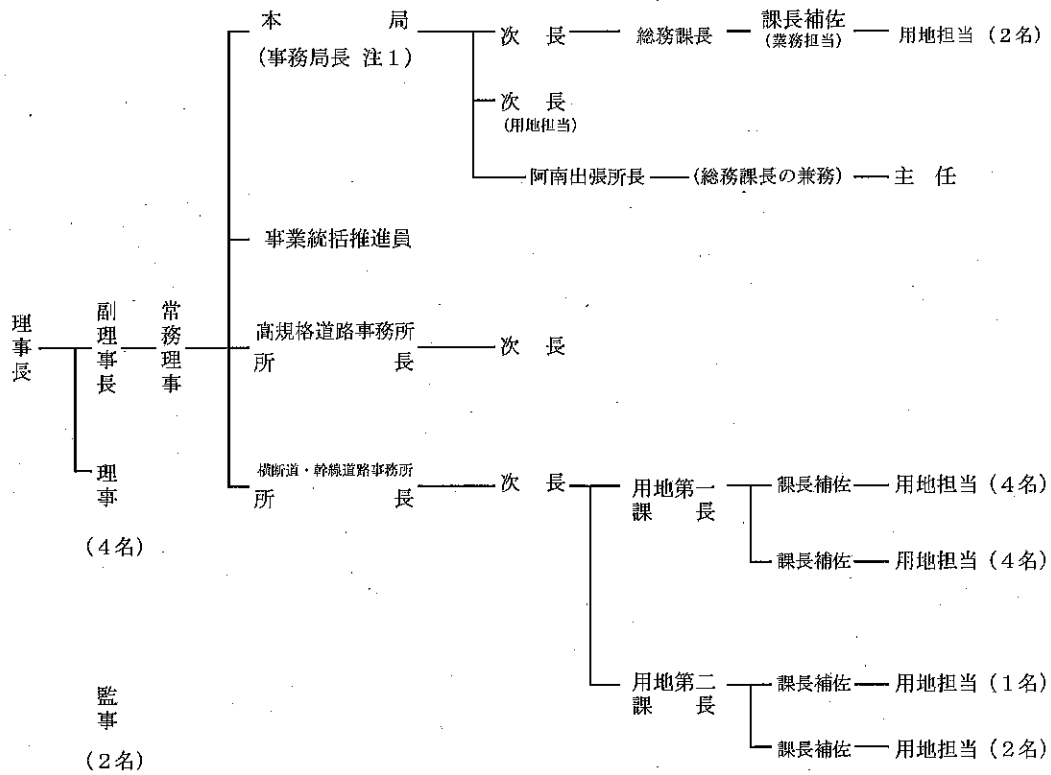 本局
(事務局長 注1)
次長
総務課長
課長補佐
(業務担当)
用地担当 (2名)
次長
(用地担当)
阿南出張所長
(総務課長の兼務)
主任
事業統括推進員
理事長
副理事長
常務理事
高規格道路事務所
所長
次長
理事
(4名)
横断道・幹線道路事務所
所長
次長
用地第一
課長
課長補佐
用地担当 (4名)
課長補佐
用地担当 (4名)
用地第二
課長
課長補佐
用地担当 (1名)
課長補佐
用地担当 (2名)
監事
(2名)